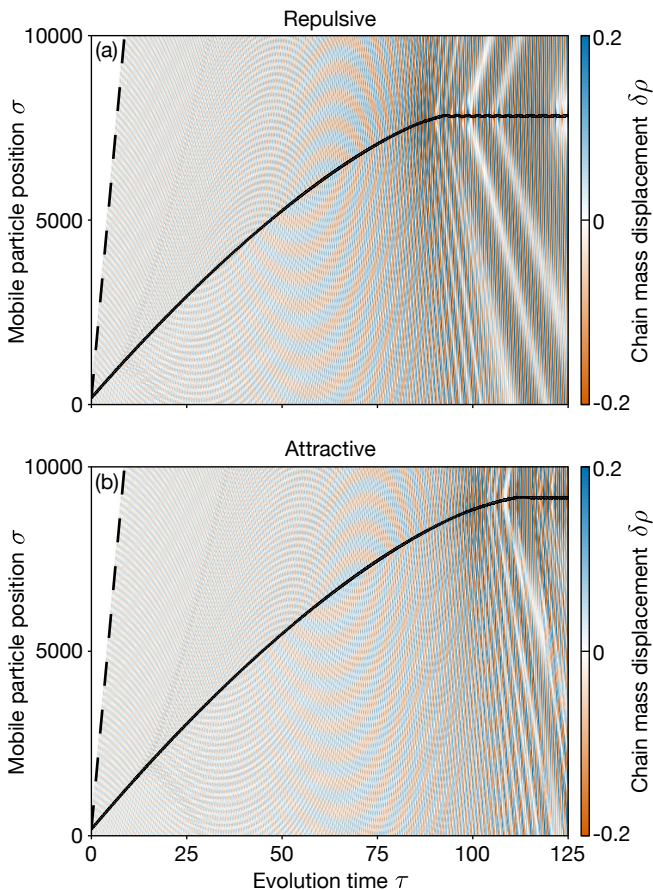 Repulsive
(a)
10000
5000
0
Mobile particle position σ
0.2
0
-0.2
Chain mass displacement δρ
Attractive
(b)
10000
5000
0
Mobile particle position σ
0.2
0
-0.2
Chain mass displacement δρ
0 25 50 75 100 125
Evolution time τ